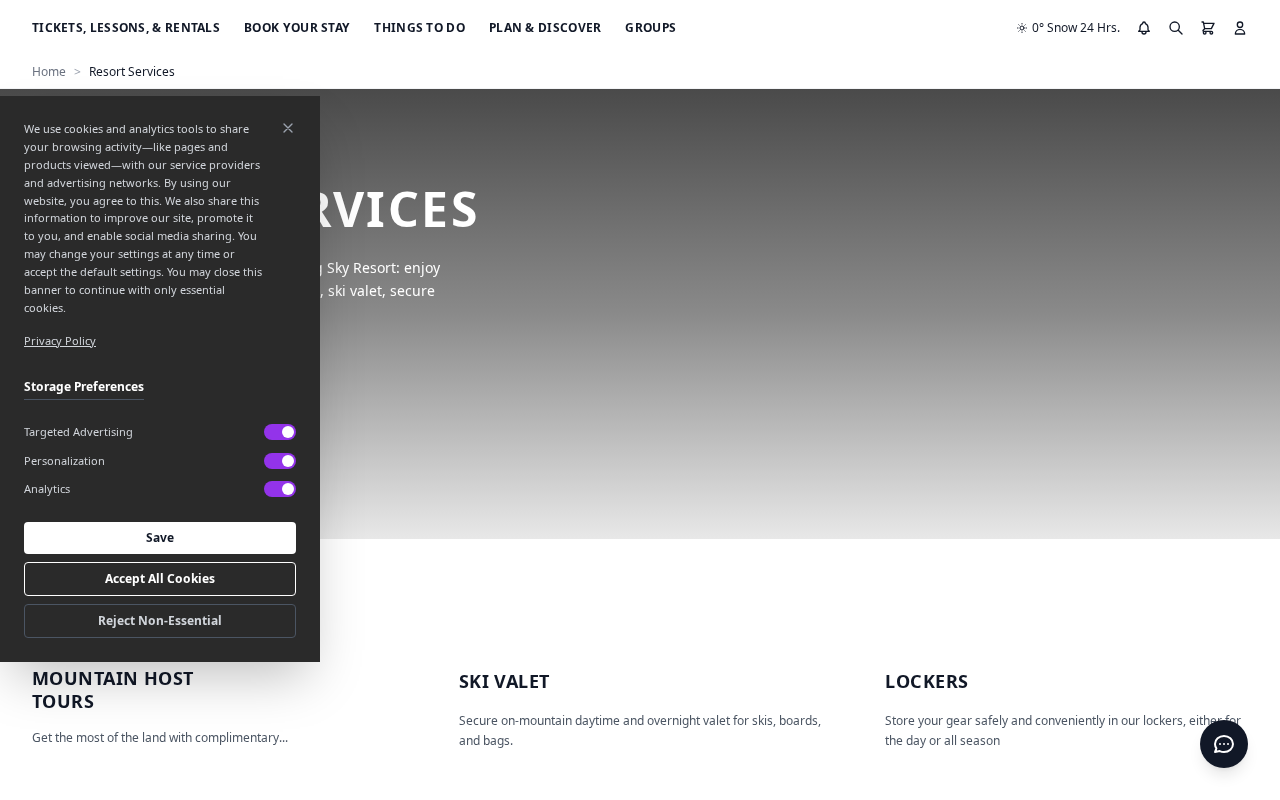 TICKETS, LESSONS, & RENTALS BOOK YOUR STAY THINGS TO DO PLAN & DISCOVER GROUPS 0° Snow 24 Hrs.
Home > Resort Services
We use cookies and analytics tools to share
your browsing activity—like pages and
products viewed—with our service providers
and advertising networks. By using our
website, you agree to this. We also share this
information to improve our site, promote it
to you, and enable social media sharing. You
may change your settings at any time or
accept the default settings. You may close this
banner to continue with only essential
cookies.
Privacy Policy
Storage Preferences
Targeted Advertising
Personalization
Analytics
Save
Accept All Cookies
Reject Non-Essential
RVICES
Sky Resort: enjoy
, ski valet, secure
MOUNTAIN HOST
TOURS
Get the most of the land with complimentary...
SKI VALET
Secure on-mountain daytime and overnight valet for skis, boards,
and bags.
LOCKERS
Store your gear safely and conveniently in our lockers, either for
the day or all season